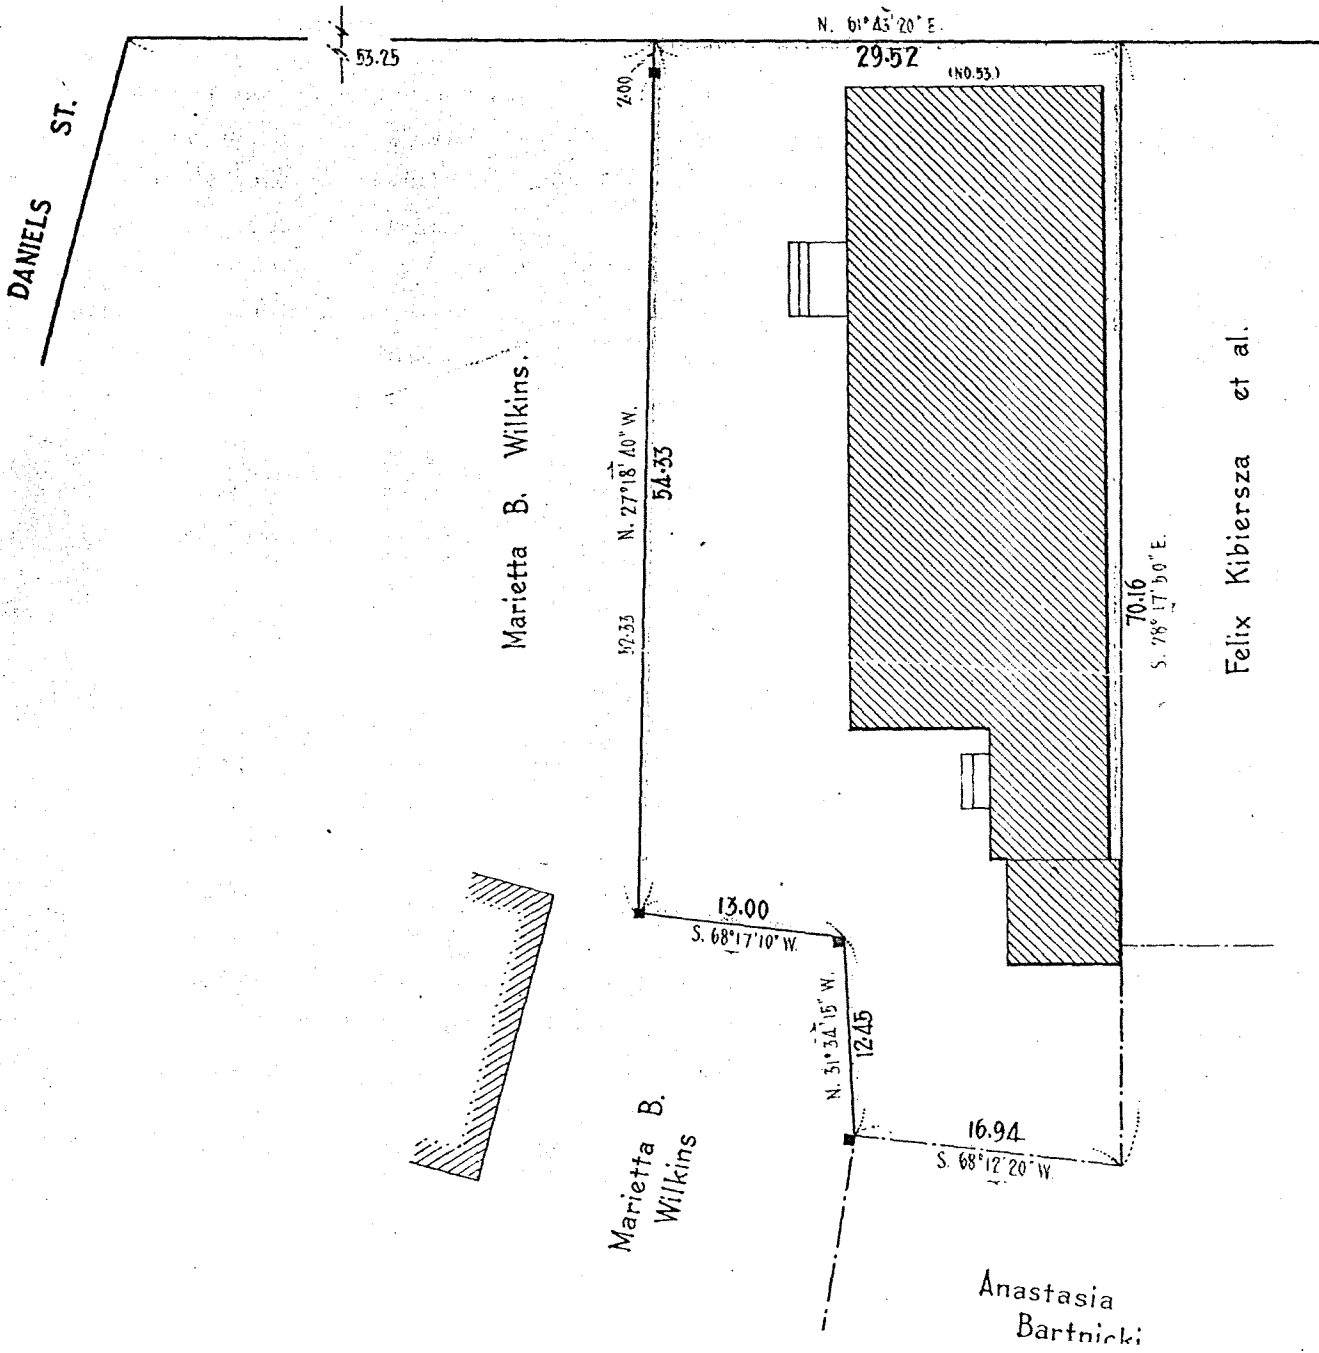 N. 61°43'20" E.
53.25
29.52
(NO.53.)
2.00
DANIELS ST.
Marietta B. Wilkins.
N. 27°18'40" W.
54.33
52.33
70.16
S. 28°17'50" E.
Felix Kibiersza et al.
13.00
S. 68°17'10" W.
N. 31°34'15" W.
12.45
16.94
S. 68°12'20" W.
Marietta B.
Wilkins
Anastasia
Bartnicki